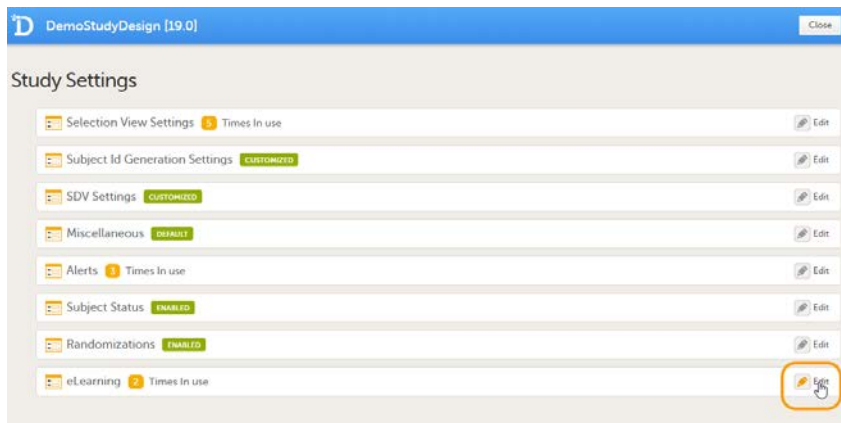 D DemoStudyDesign [19.0] Close
Study Settings
Selection View Settings 5 Times In use Edit
Subject Id Generation Settings CUSTOMIZED Edit
SDV Settings CUSTOMIZED Edit
Miscellaneous DEFAULT Edit
Alerts 3 Times In use Edit
Subject Status ENABLED Edit
Randomizations ENABLED Edit
eLearning 2 Times In use Edit